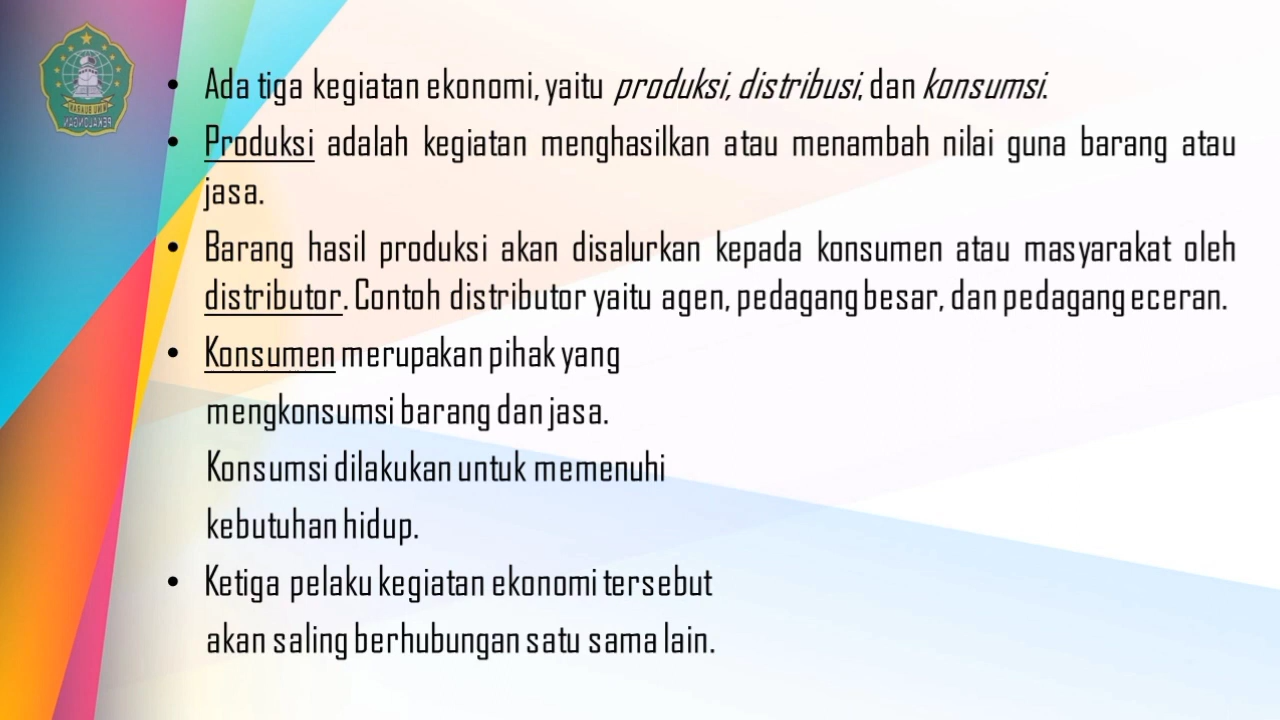 • Ada tiga kegiatan ekonomi, yaitu produksi, distribusi, dan konsumsi.
• Produksi adalah kegiatan menghasilkan atau menambah nilai guna barang atau
jasa.
• Barang hasil produksi akan disalurkan kepada konsumen atau masyarakat oleh
distributor. Contoh distributor yaitu agen, pedagang besar, dan pedagang eceran.
• Konsumen merupakan pihak yang
mengkonsumsi barang dan jasa.
Konsumsi dilakukan untuk memenuhi
kebutuhan hidup.
• Ketiga pelaku kegiatan ekonomi tersebut
akan saling berhubungan satu sama lain.